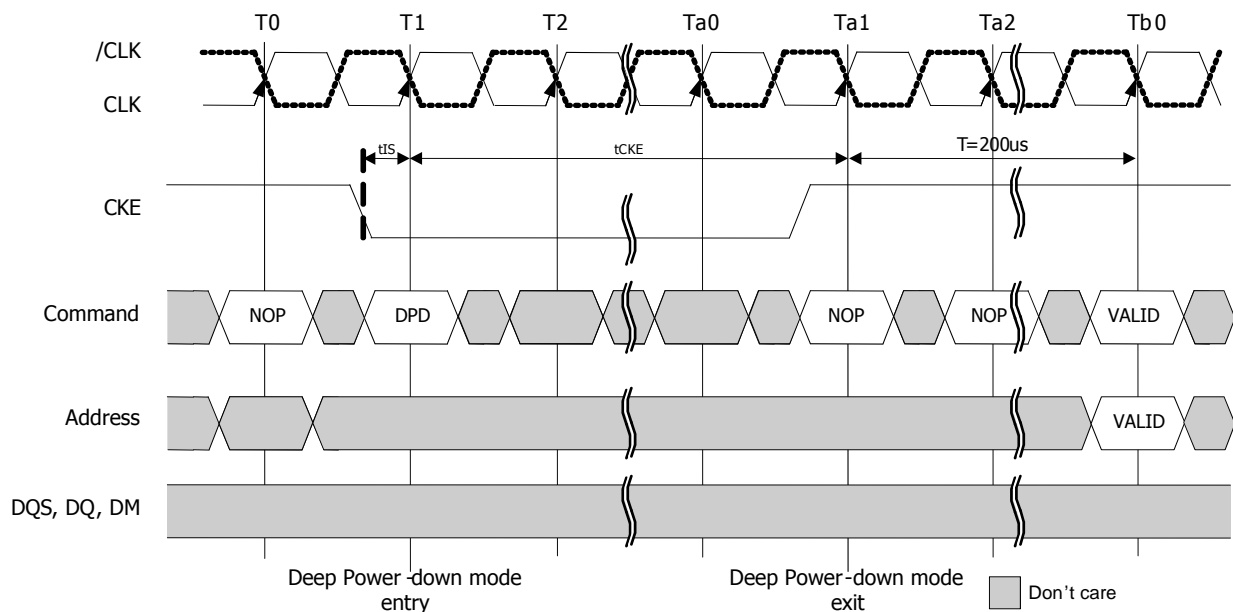 T0 T1 T2 Ta0 Ta1 Ta2 Tb0
/CLK
CLK
tIS tCKE T=200us
CKE
Command NOP DPD NOP NOP VALID
Address VALID
DQS, DQ, DM
Deep Power-down mode
entry
Deep Power-down mode
exit
Don't care